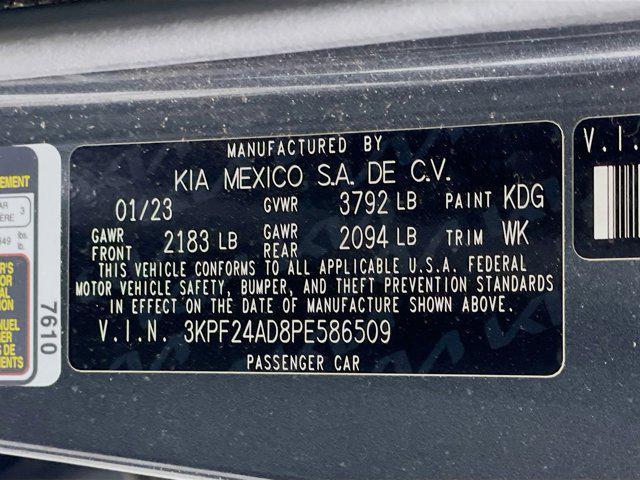 MANUFACTURED BY
KIA MEXICO S.A. DE C.V.
01/23 GVWR 3792 LB PAINT KDG
GAWR FRONT 2183 LB GAWR REAR 2094 LB TRIM WK
THIS VEHICLE CONFORMS TO ALL APPLICABLE U.S.A. FEDERAL
MOTOR VEHICLE SAFETY, BUMPER, AND THEFT PREVENTION STANDARDS
IN EFFECT ON THE DATE OF MANUFACTURE SHOWN ABOVE.
V.I.N. 3KPF24AD8PE586509
PASSENGER CAR
7610
3
lbs.
V.I.